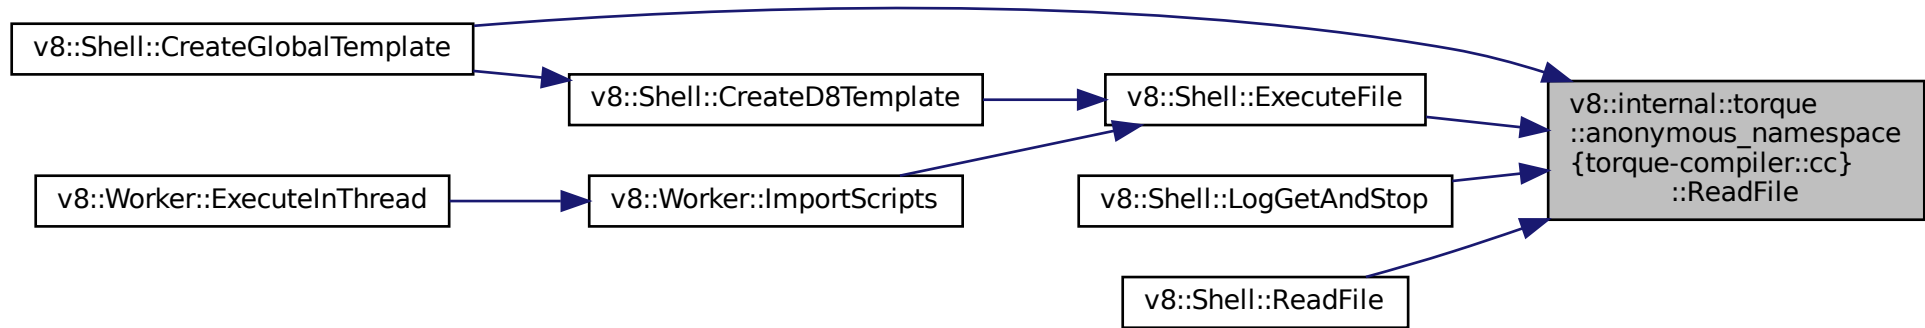 v8::Shell::CreateGlobalTemplate
v8::Shell::CreateD8Template
v8::Shell::ExecuteFile
v8::internal::torque
::anonymous_namespace
{torque-compiler::cc}
::ReadFile
v8::Worker::ExecuteInThread
v8::Worker::ImportScripts
v8::Shell::LogGetAndStop
v8::Shell::ReadFile